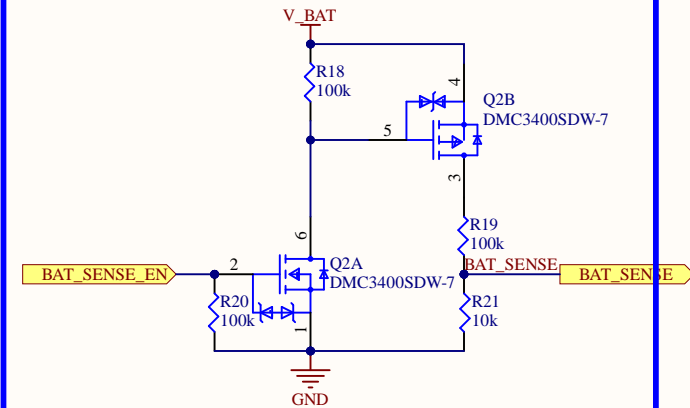 V_BAT
R18
100k
4
Q2B
DMC3400SDW-7
5
3
6
R19
100k
Q2A
DMC3400SDW-7
BAT_SENSE_EN
2
BAT_SENSE
BAT_SENSE
R20
100k
R21
10k
1
GND